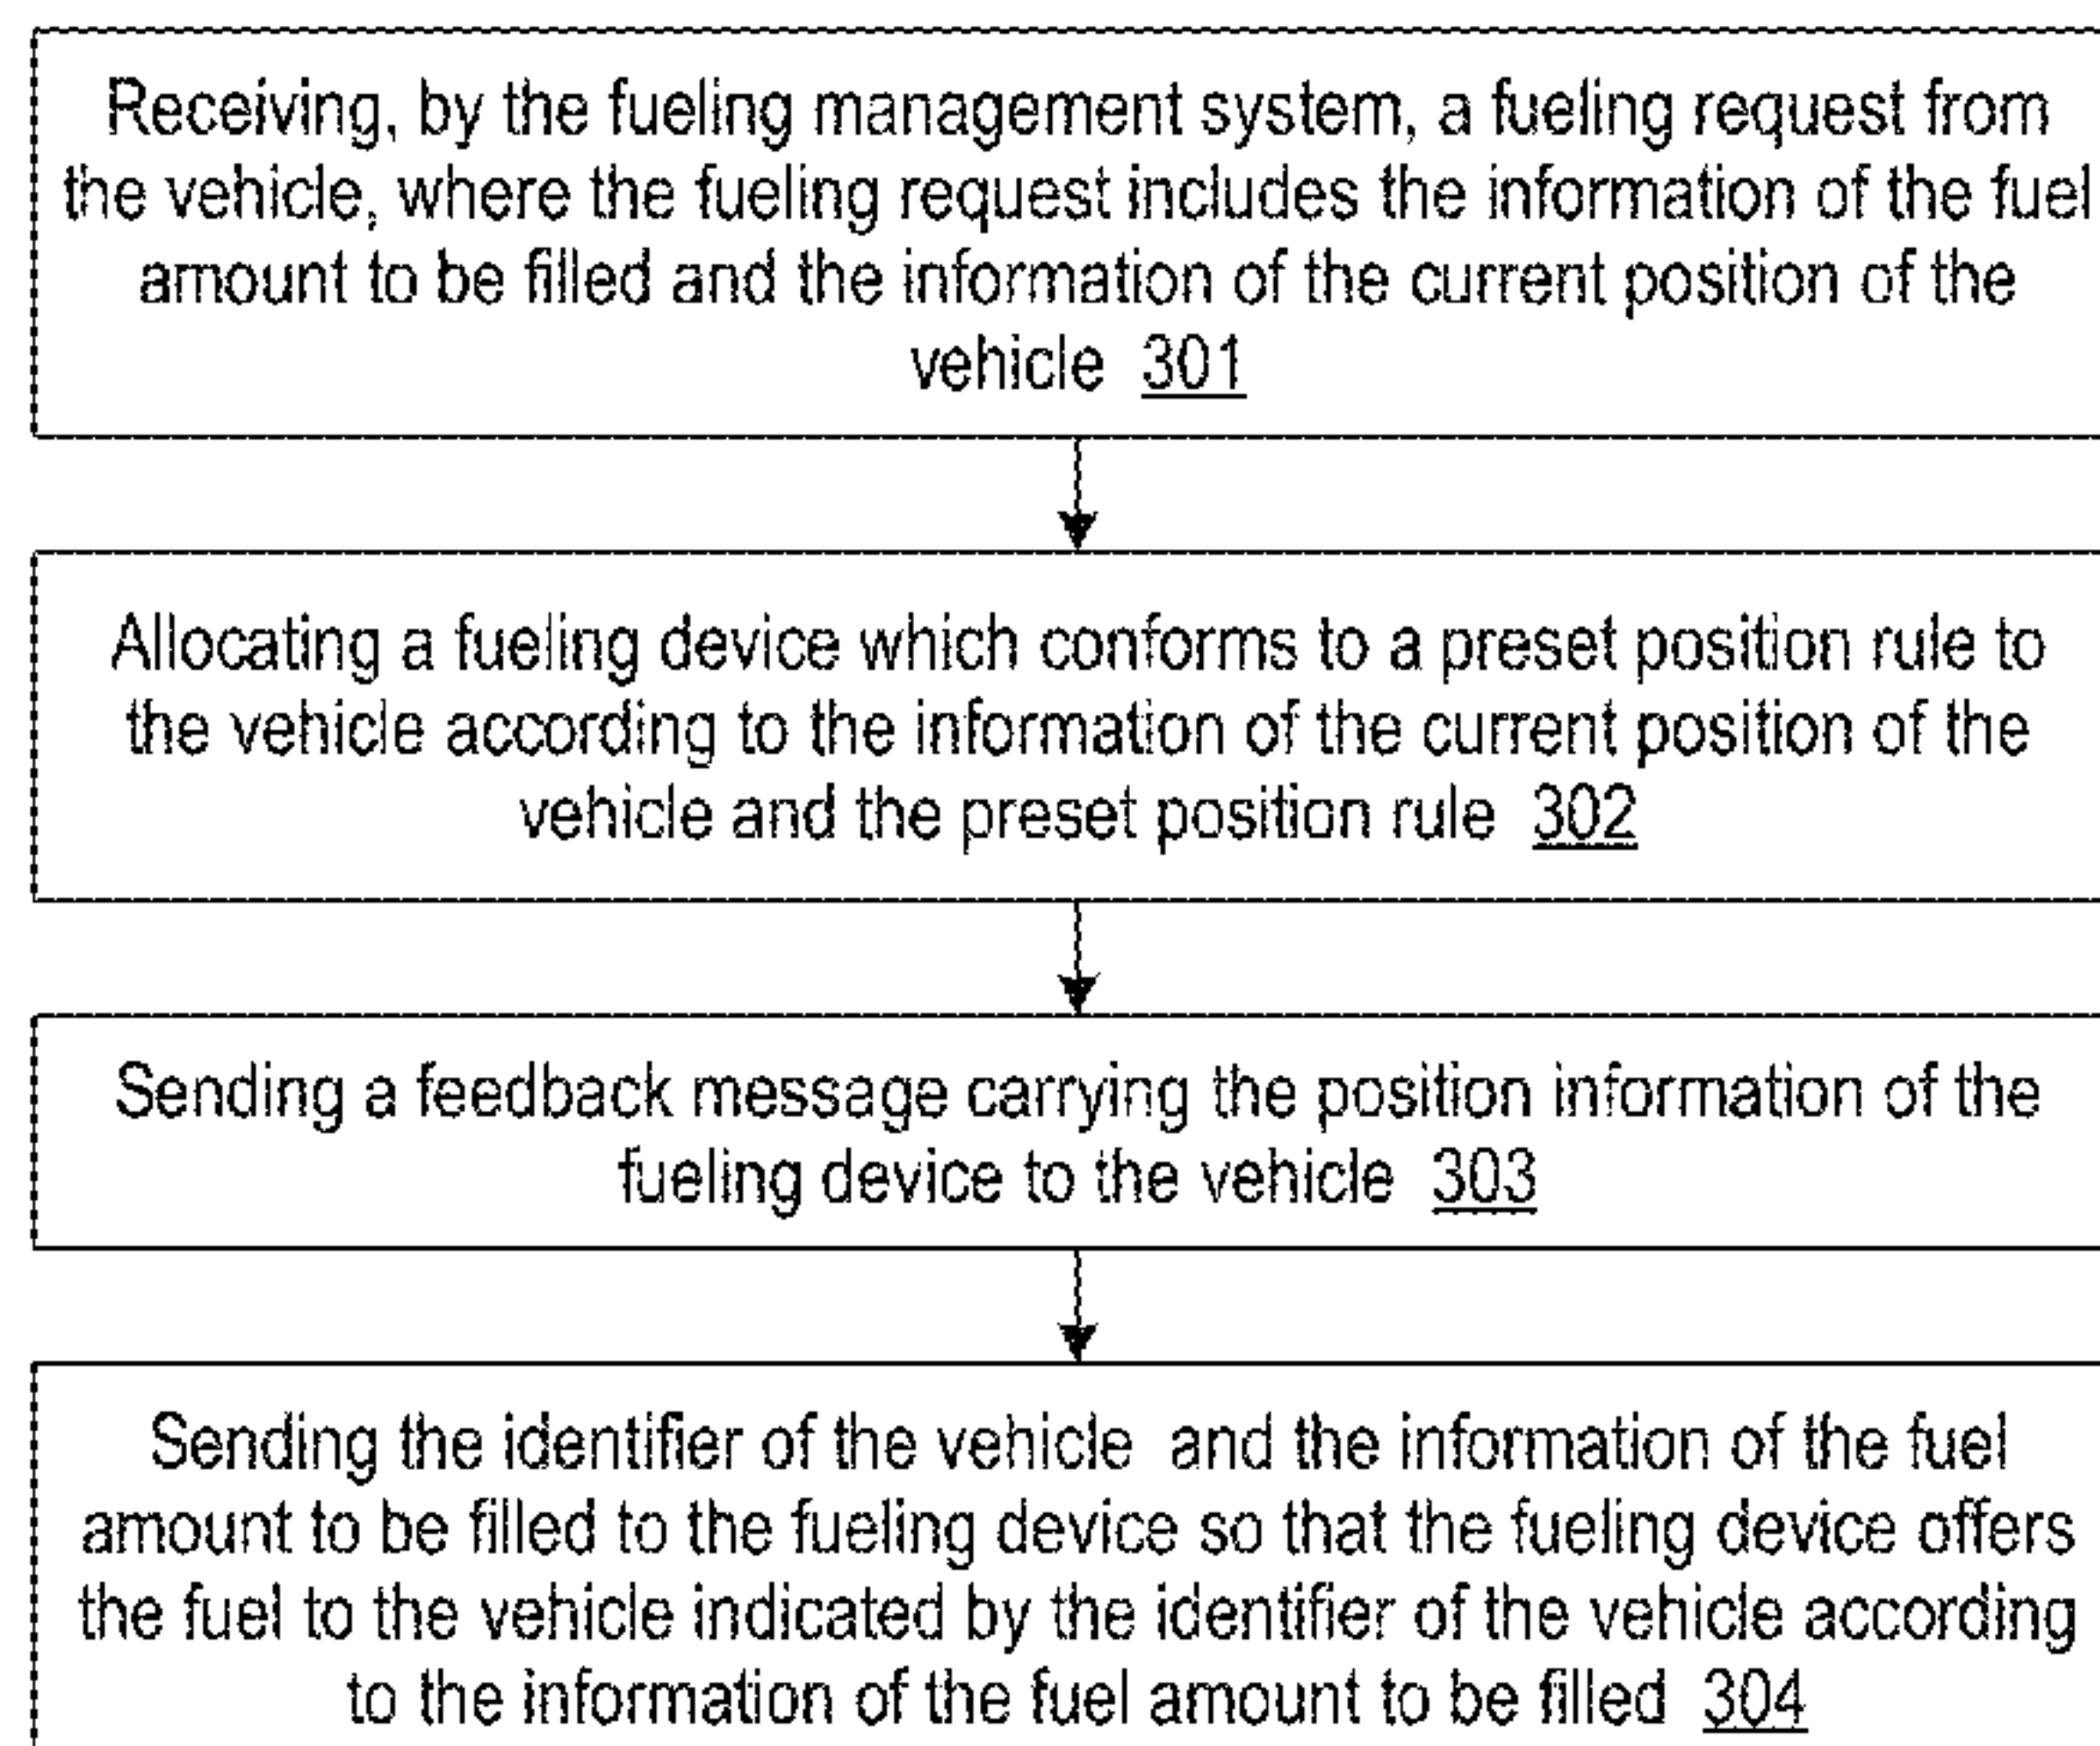 Receiving, by the fueling management system, a fueling request from
the vehicle, where the fueling request includes the information of the fuel
amount to be filled and the information of the current position of the
vehicle 301
Allocating a fueling device which conforms to a preset position rule to
the vehicle according to the information of the current position of the
vehicle and the preset position rule 302
Sending a feedback message carrying the position information of the
fueling device to the vehicle 303
Sending the identifier of the vehicle and the information of the fuel
amount to be filled to the fueling device so that the fueling device offers
the fuel to the vehicle indicated by the identifier of the vehicle according
to the information of the fuel amount to be filled 304